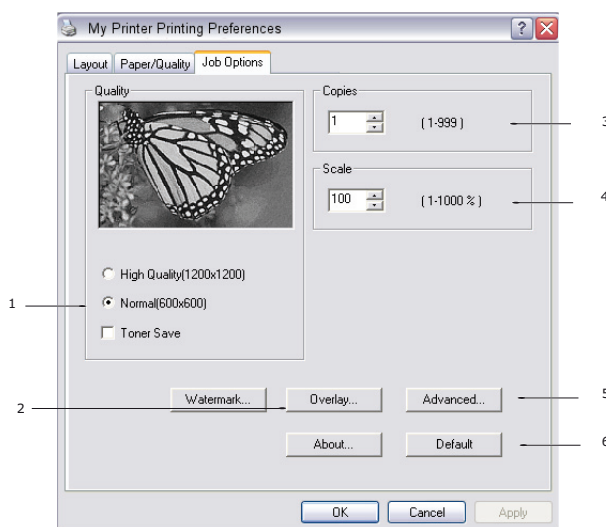 My Printer Printing Preferences
Layout Paper/Quality Job Options
Quality
Copies
1 (1-999) 3
Scale
100 (1-1000 %) 4
High Quality(1200x1200)
1 Normal(600x600)
Toner Save
Watermark... Overlay... Advanced... 5
2
About... Default 6
OK Cancel Apply